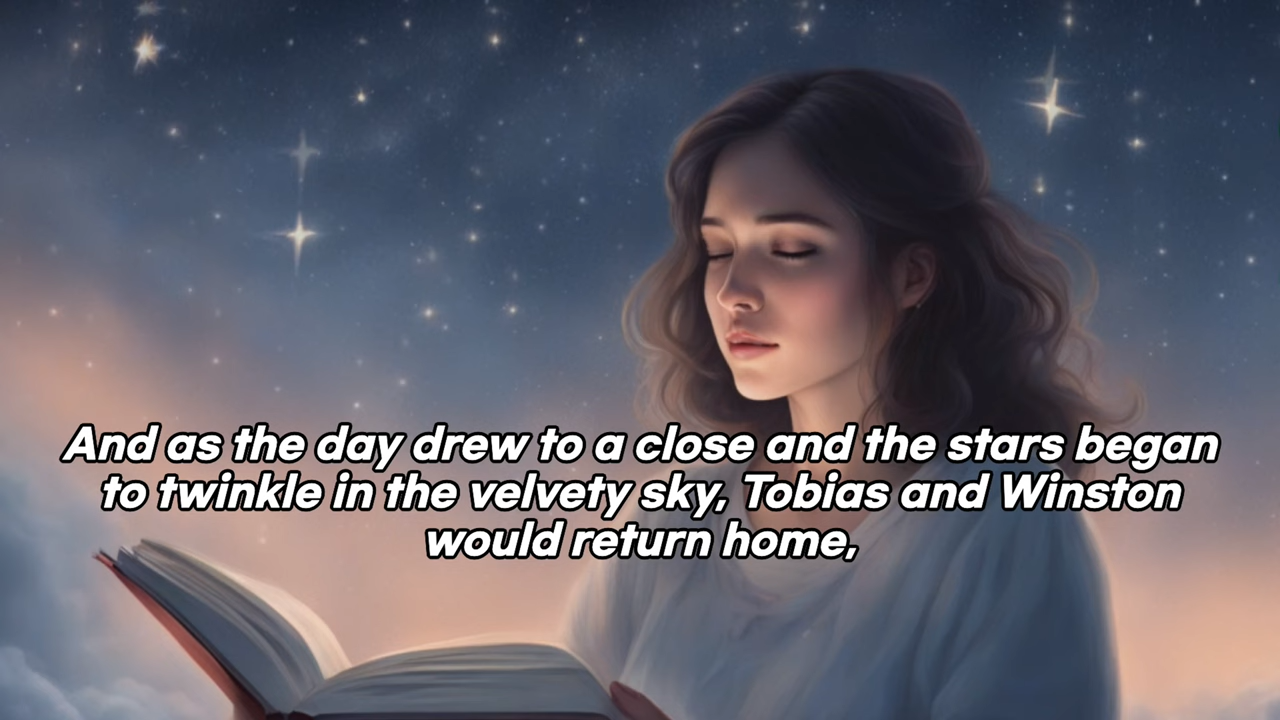 And as the day drew to a close and the stars began
to twinkle in the velvety sky, Tobias and Winston
would return home,